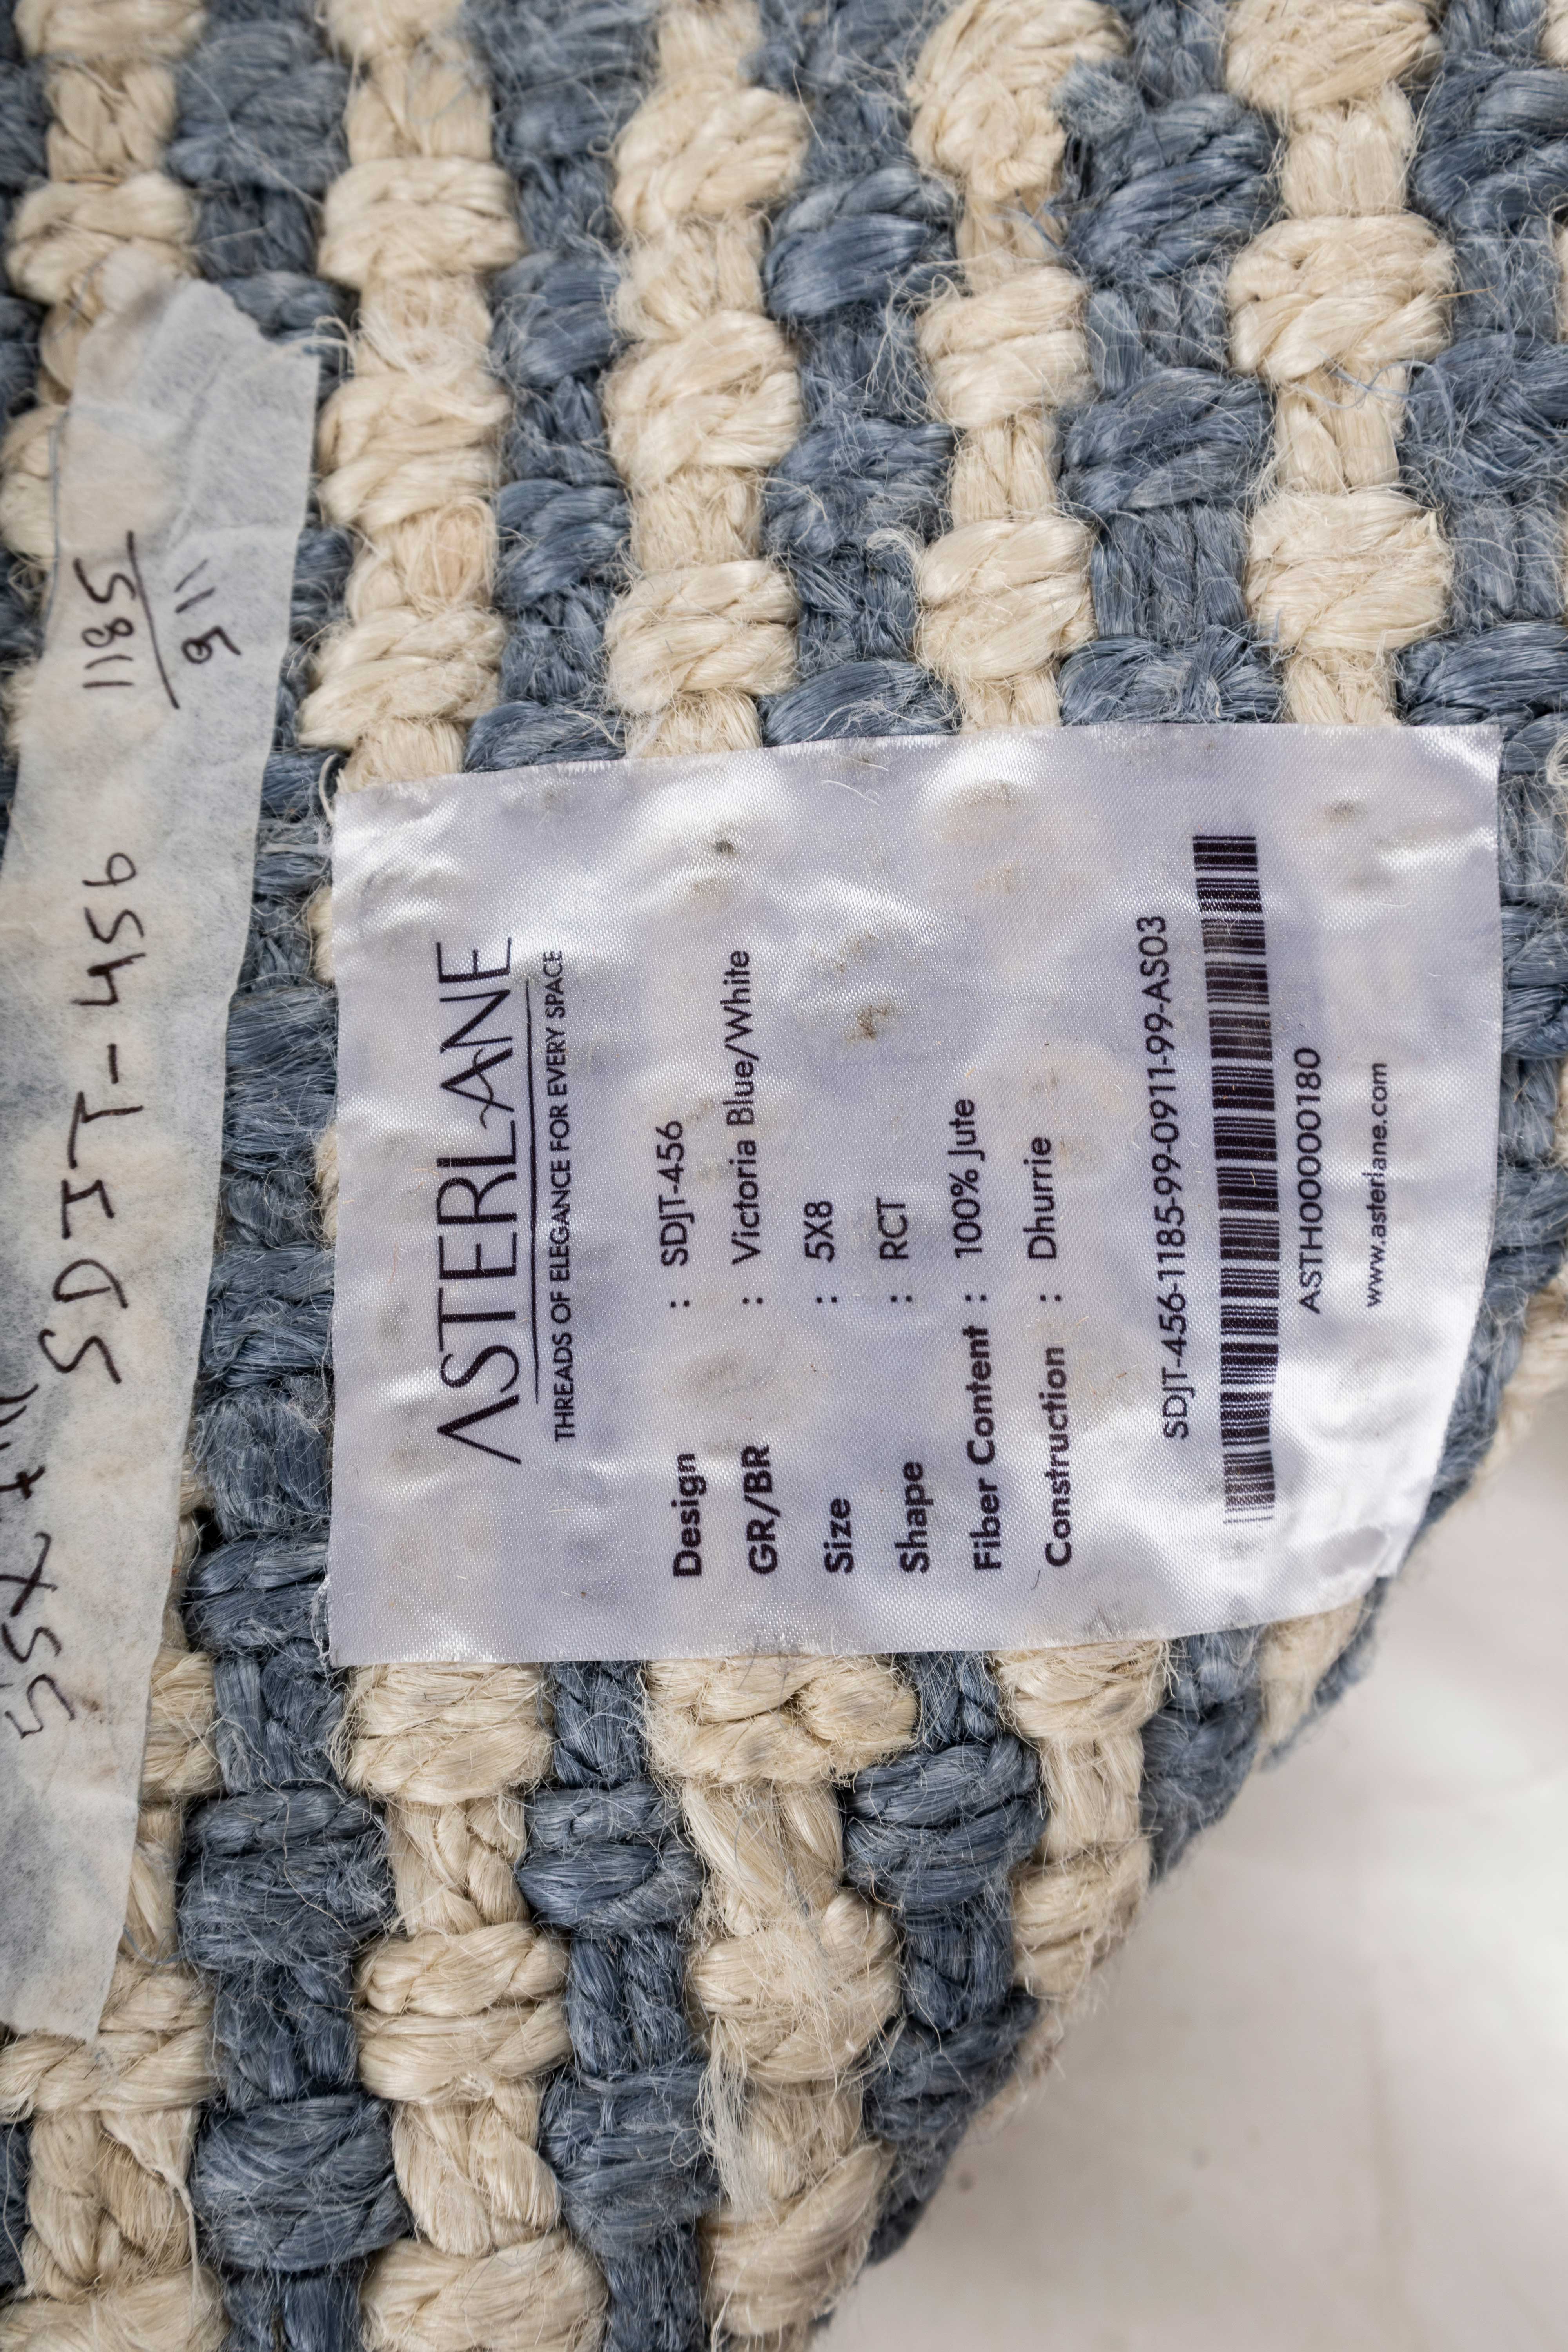 1185
911
SDJT-456
ASTERLANE
THREADS OF ELEGANCE FOR EVERY SPACE
Design : SDJT-456
GR/BR : Victoria Blue/White
Size : 5X8
Shape : RCT
Fiber Content : 100% Jute
Construction : Dhurrie
SDJT-456-1185-99-0911-99-AS03
ASTH00000180
www.asterlane.com